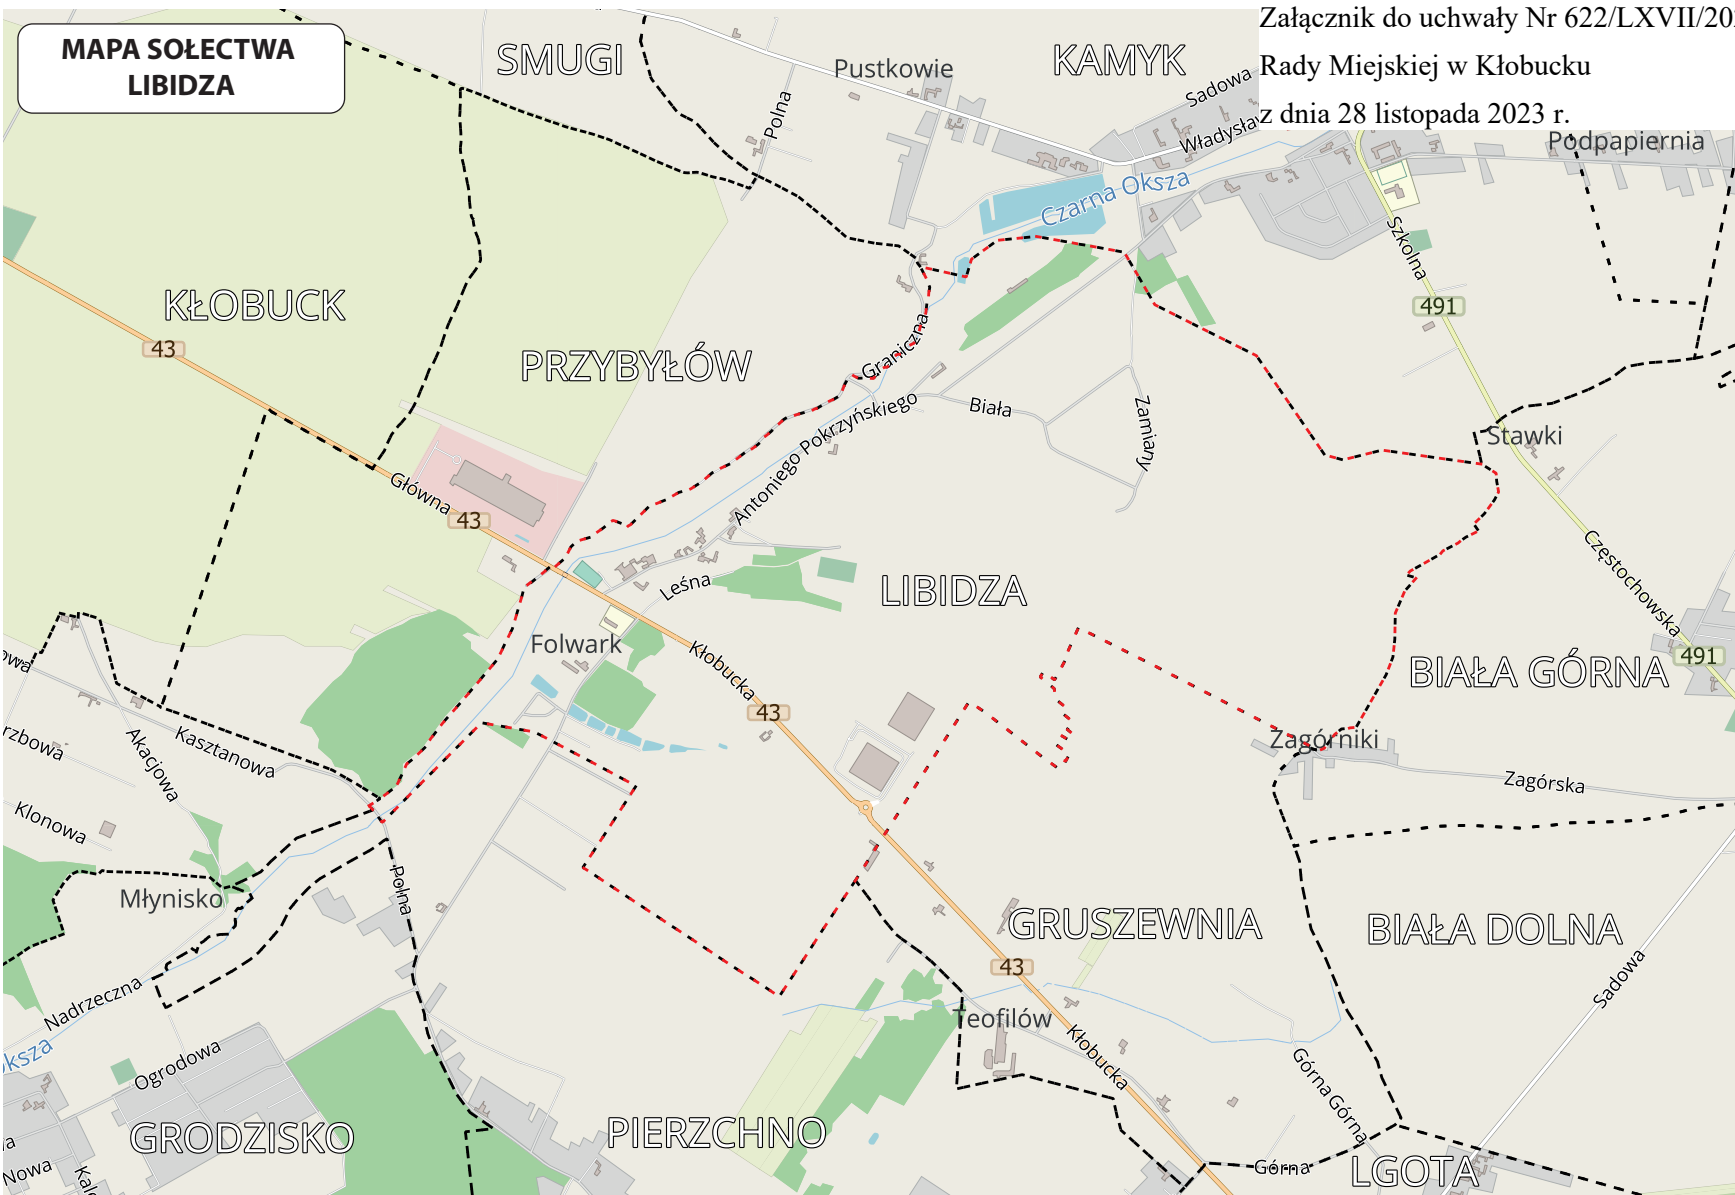 MAPA SOŁECTWA
LIBIDZA
Załącznik do uchwały Nr 622/LXVII/20
Rady Miejskiej w Kłobucku
z dnia 28 listopada 2023 r.
SMUGI
Pustkowie
KAMYK
Sadowa
Polna
Podpapiernia
Czarna Oksza
Szkolna
KŁOBUCK
491
43
PRZYBYŁÓW
Graniczna
Antoniego Pokrzyńskiego
Biała
Zamiany
Stawki
Główna
43
Częstochowska
Leśna
LIBIDZA
Folwark
Kłobucka
491
BIAŁA GÓRNA
43
Akacjowa
Kasztanowa
Zagórniki
Zagórska
Klonowa
Młynisko
Polna
GRUSZEWNIA
BIAŁA DOLNA
43
Sadowa
Nadrzeczna
Teofilów
Kłobucka
Ogrodowa
Górna
Górna
GRODZISKO
PIERZCHNO
Nowa
Górna
LGOTA